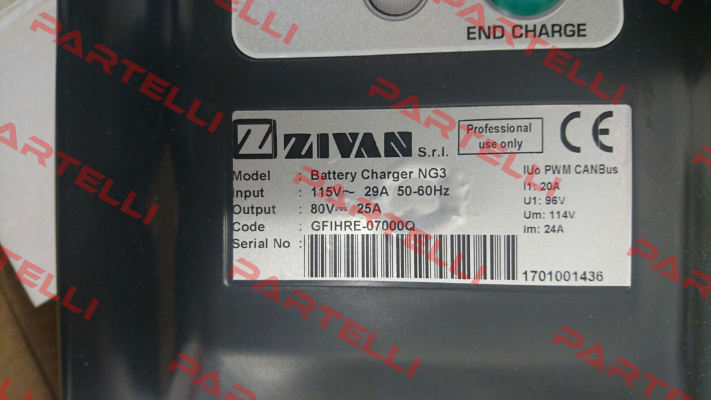 END CHARGE
ZIVAN S.r.l.
Professional
use only
CE
Model : Battery Charger NG3
Input : 115V~ 29A 50-60Hz
Output : 80V⎓ 25A
Code : GFIHRE-07000Q
Serial No :
IUo PWM CANBus
I1: 20A
U1: 96V
Um: 114V
Im: 24A
1701001436
PARTELLI
PARTELLI
PARTELLI
PARTELLI
PARTELLI
PARTELLI
PARTELLI
PARTELLI